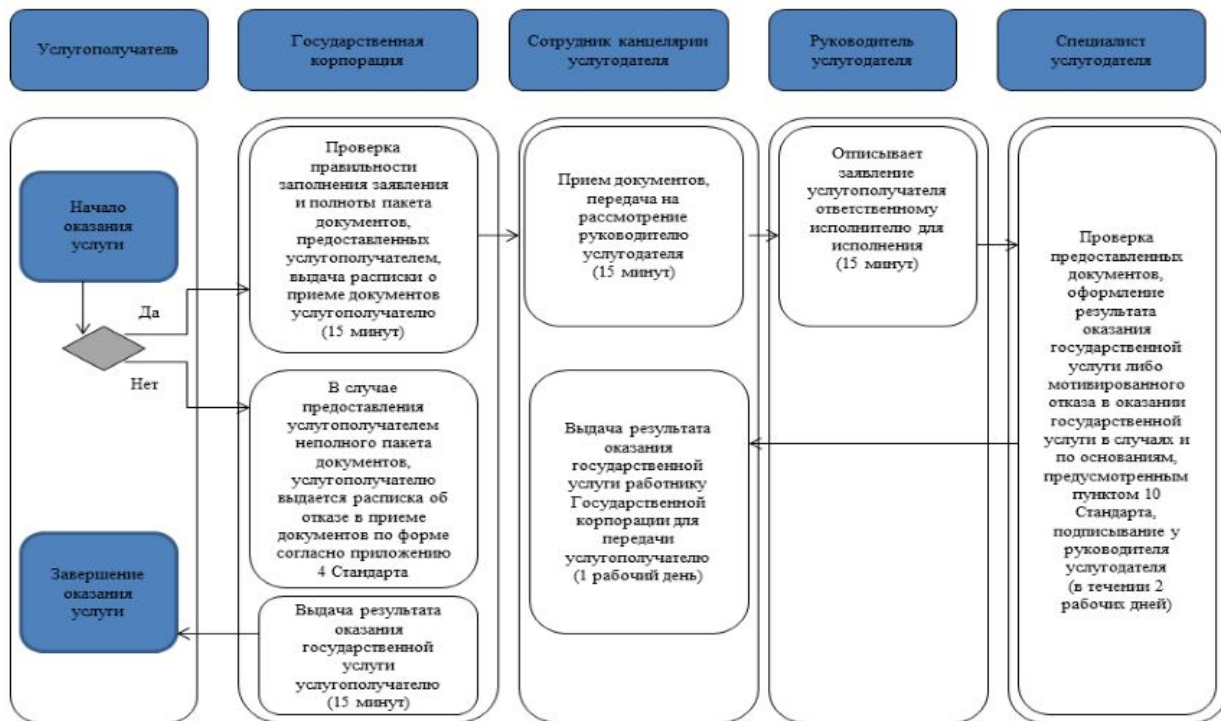 Услугополучатель
Государственная
корпорация
Сотрудник канцелярии
услугодателя
Руководитель
услугодателя
Специалист
услугодателя
Начало
оказания
услуги
Да
Нет
Завершение
оказания
услуги
Проверка
правильности
заполнения заявления
и полноты пакета
документов,
предоставленных
услугополучателем,
выдача расписки о
приеме документов
услугополучателю
(15 минут)
В случае
предоставления
услугополучателем
неполного пакета
документов,
услугополучателю
выдается расписка об
отказе в приеме
документов по форме
согласно приложению
4 Стандарта
Выдача результата
оказания
государственной
услуги
услугополучателю
(15 минут)
Прием документов,
передача на
рассмотрение
руководителю
услугодателя
(15 минут)
Выдача результата
оказания
государственной
услуги работнику
Государственной
корпорации для
передачи
услугополучателю
(1 рабочий день)
Отписывает
заявление
услугополучателя
ответственному
исполнителю для
исполнения
(15 минут)
Проверка
предоставленных
документов,
оформление
результата
оказания
государственной
услуги либо
мотивированного
отказа в оказании
государственной
услуги в случаях и
по основаниям,
предусмотренным
пунктом 10
Стандарта,
подписывание у
руководителя
услугодателя
(в течении 2
рабочих дней)